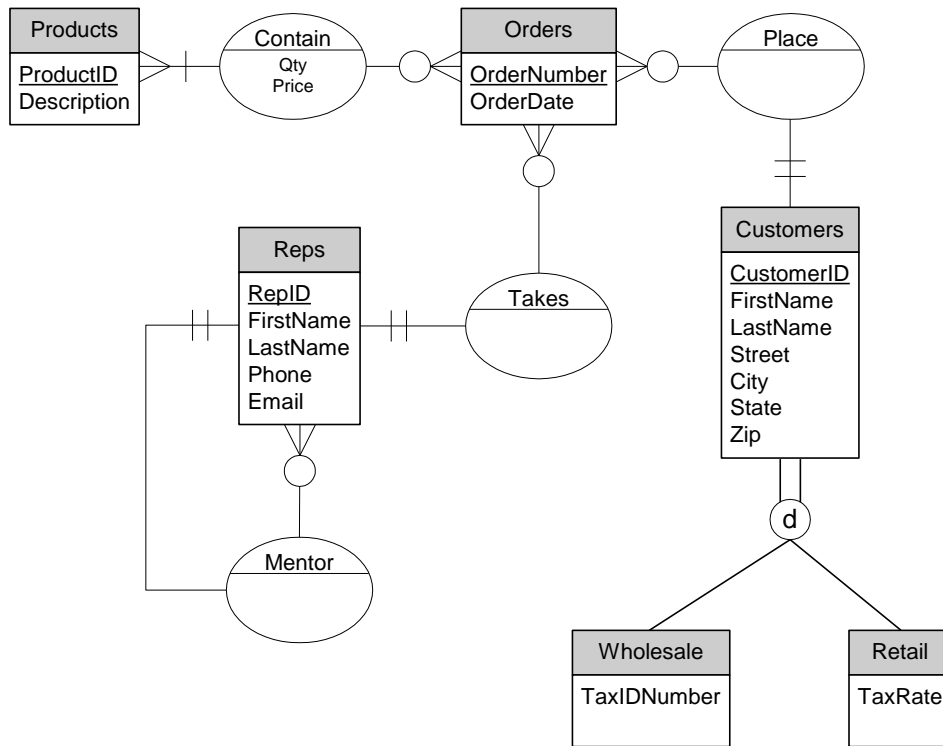 Products
ProductID
Description
Contain
Qty
Price
Orders
OrderNumber
OrderDate
Place
Reps
RepID
FirstName
LastName
Phone
Email
Takes
Customers
CustomerID
FirstName
LastName
Street
City
State
Zip
d
Mentor
Wholesale
TaxIDNumber
Retail
TaxRate